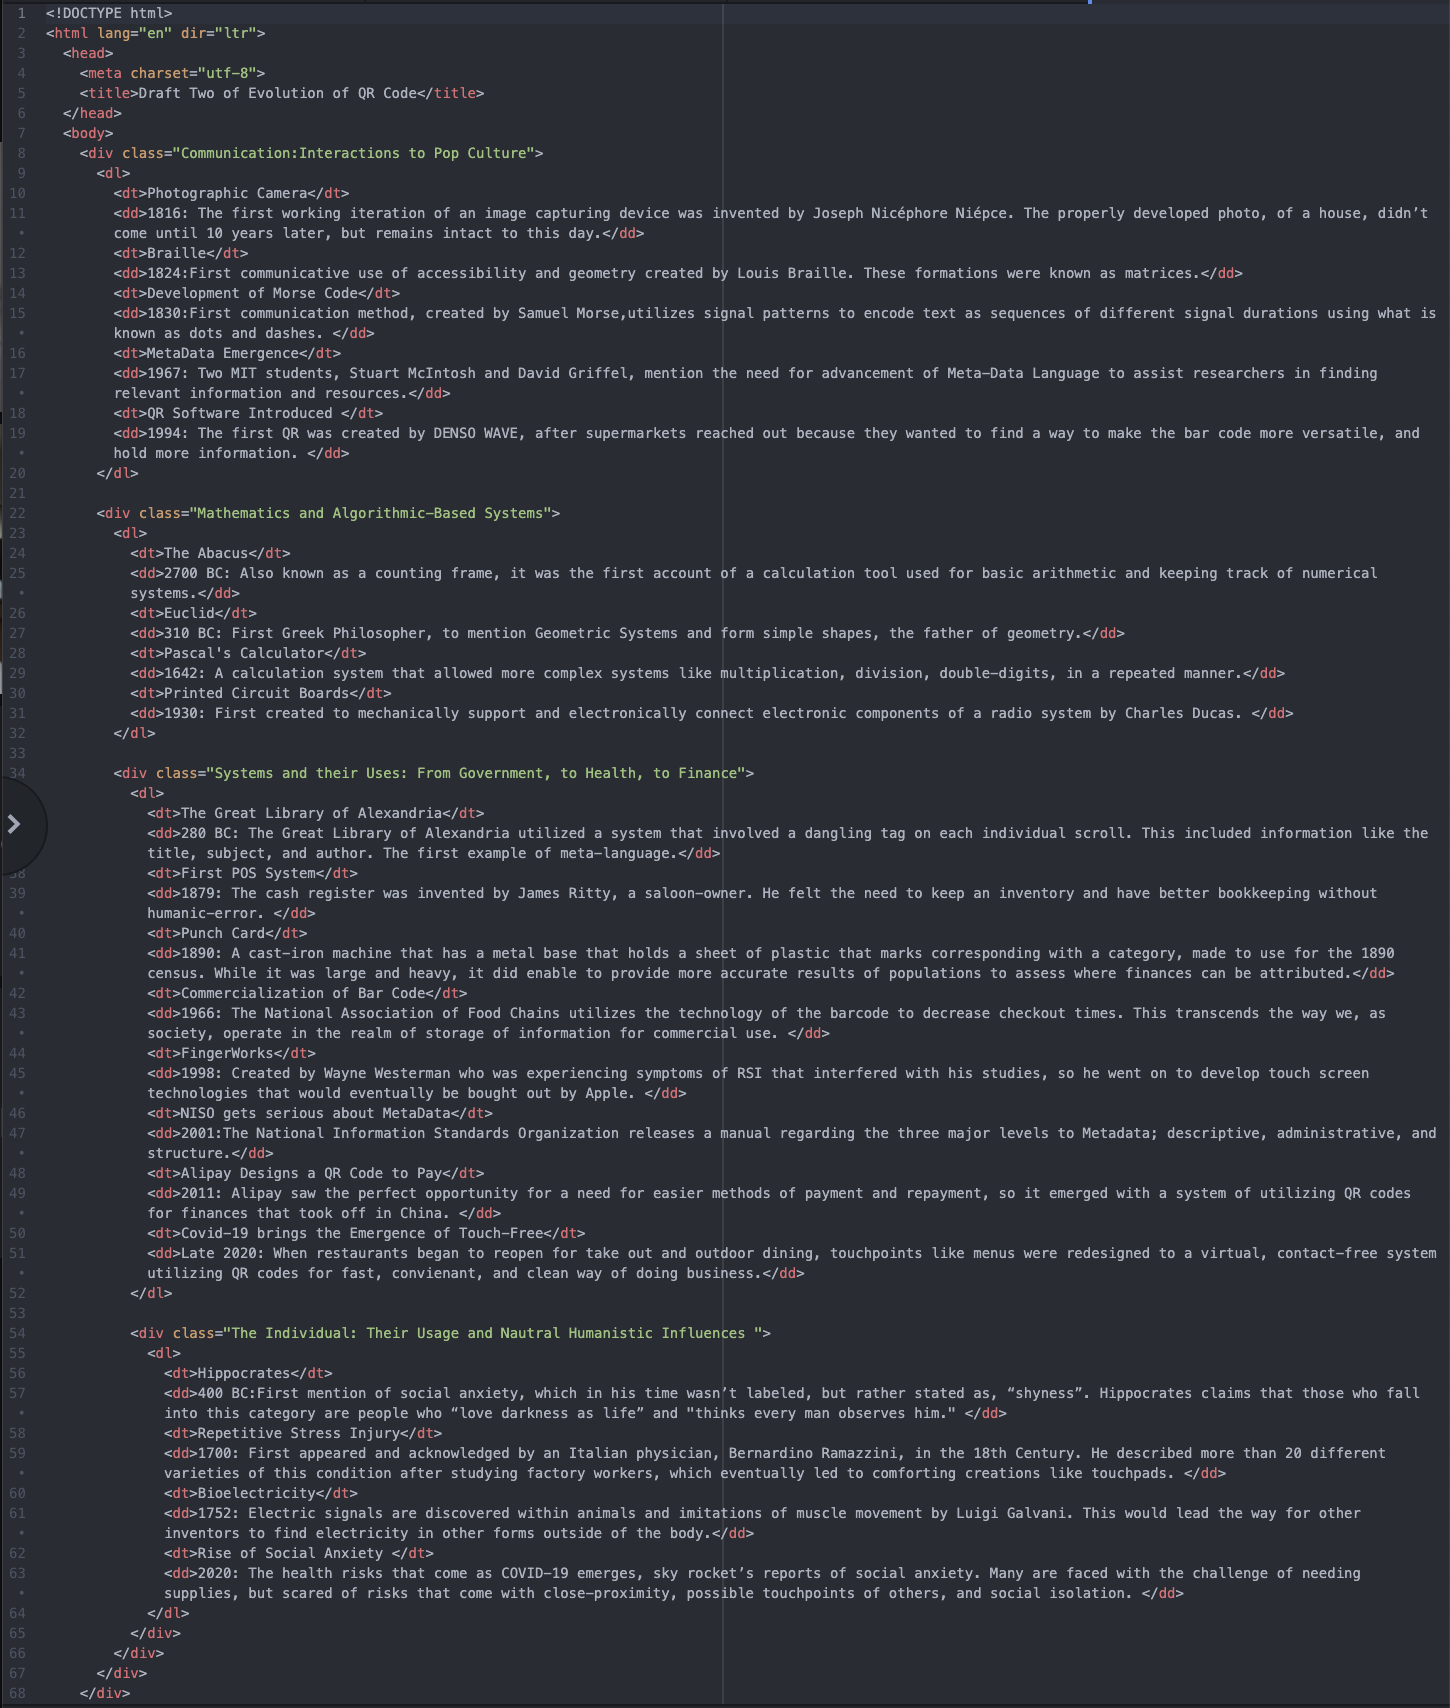 1 <!DOCTYPE html>
2 <html lang="en" dir="ltr">
3 <head>
4 <meta charset="utf-8">
5 <title>Draft Two of Evolution of QR Code</title>
6 </head>
7 <body>
8 <div class="Communication:Interactions to Pop Culture">
9 <dl>
10 <dt>Photographic Camera</dt>
11 <dd>1816: The first working iteration of an image capturing device was invented by Joseph Nicéphore Niépce. The properly developed photo, of a house, didn’t
• come until 10 years later, but remains intact to this day.</dd>
12 <dt>Braille</dt>
13 <dd>1824:First communicative use of accessibility and geometry created by Louis Braille. These formations were known as matrices.</dd>
14 <dt>Development of Morse Code</dt>
15 <dd>1830:First communication method, created by Samuel Morse,utilizes signal patterns to encode text as sequences of different signal durations using what is
• known as dots and dashes. </dd>
16 <dt>MetaData Emergence</dt>
17 <dd>1967: Two MIT students, Stuart McIntosh and David Griffel, mention the need for advancement of Meta-Data Language to assist researchers in finding
• relevant information and resources.</dd>
18 <dt>QR Software Introduced </dt>
19 <dd>1994: The first QR was created by DENSO WAVE, after supermarkets reached out because they wanted to find a way to make the bar code more versatile, and
• hold more information. </dd>
20 </dl>
21
22 <div class="Mathematics and Algorithmic-Based Systems">
23 <dl>
24 <dt>The Abacus</dt>
25 <dd>2700 BC: Also known as a counting frame, it was the first account of a calculation tool used for basic arithmetic and keeping track of numerical
• systems.</dd>
26 <dt>Euclid</dt>
27 <dd>310 BC: First Greek Philosopher, to mention Geometric Systems and form simple shapes, the father of geometry.</dd>
28 <dt>Pascal's Calculator</dt>
29 <dd>1642: A calculation system that allowed more complex systems like multiplication, division, double-digits, in a repeated manner.</dd>
30 <dt>Printed Circuit Boards</dt>
31 <dd>1930: First created to mechanically support and electronically connect electronic components of a radio system by Charles Ducas. </dd>
32 </dl>
33
34 <div class="Systems and their Uses: From Government, to Health, to Finance">
<dl>
<dt>The Great Library of Alexandria</dt>
<dd>280 BC: The Great Library of Alexandria utilized a system that involved a dangling tag on each individual scroll. This included information like the
title, subject, and author. The first example of meta-language.</dd>
38 <dt>First POS System</dt>
39 <dd>1879: The cash register was invented by James Ritty, a saloon-owner. He felt the need to keep an inventory and have better bookkeeping without
• humanic-error. </dd>
40 <dt>Punch Card</dt>
41 <dd>1890: A cast-iron machine that has a metal base that holds a sheet of plastic that marks corresponding with a category, made to use for the 1890
• census. While it was large and heavy, it did enable to provide more accurate results of populations to assess where finances can be attributed.</dd>
42 <dt>Commercialization of Bar Code</dt>
43 <dd>1966: The National Association of Food Chains utilizes the technology of the barcode to decrease checkout times. This transcends the way we, as
• society, operate in the realm of storage of information for commercial use. </dd>
44 <dt>FingerWorks</dt>
45 <dd>1998: Created by Wayne Westerman who was experiencing symptoms of RSI that interfered with his studies, so he went on to develop touch screen
• technologies that would eventually be bought out by Apple. </dd>
46 <dt>NISO gets serious about MetaData</dt>
47 <dd>2001:The National Information Standards Organization releases a manual regarding the three major levels to Metadata; descriptive, administrative, and
• structure.</dd>
48 <dt>Alipay Designs a QR Code to Pay</dt>
49 <dd>2011: Alipay saw the perfect opportunity for a need for easier methods of payment and repayment, so it emerged with a system of utilizing QR codes
• for finances that took off in China. </dd>
50 <dt>Covid-19 brings the Emergence of Touch-Free</dt>
51 <dd>Late 2020: When restaurants began to reopen for take out and outdoor dining, touchpoints like menus were redesigned to a virtual, contact-free system
• utilizing QR codes for fast, convienant, and clean way of doing business.</dd>
52 </dl>
53
54 <div class="The Individual: Their Usage and Nautral Humanistic Influences ">
55 <dl>
56 <dt>Hippocrates</dt>
57 <dd>400 BC:First mention of social anxiety, which in his time wasn’t labeled, but rather stated as, “shyness”. Hippocrates claims that those who fall
• into this category are people who “love darkness as life” and "thinks every man observes him." </dd>
58 <dt>Repetitive Stress Injury</dt>
59 <dd>1700: First appeared and acknowledged by an Italian physician, Bernardino Ramazzini, in the 18th Century. He described more than 20 different
• varieties of this condition after studying factory workers, which eventually led to comforting creations like touchpads. </dd>
60 <dt>Bioelectricity</dt>
61 <dd>1752: Electric signals are discovered within animals and imitations of muscle movement by Luigi Galvani. This would lead the way for other
• inventors to find electricity in other forms outside of the body.</dd>
62 <dt>Rise of Social Anxiety </dt>
63 <dd>2020: The health risks that come as COVID-19 emerges, sky rocket’s reports of social anxiety. Many are faced with the challenge of needing
• supplies, but scared of risks that come with close-proximity, possible touchpoints of others, and social isolation. </dd>
64 </dl>
65 </div>
66 </div>
67 </div>
68 </div>